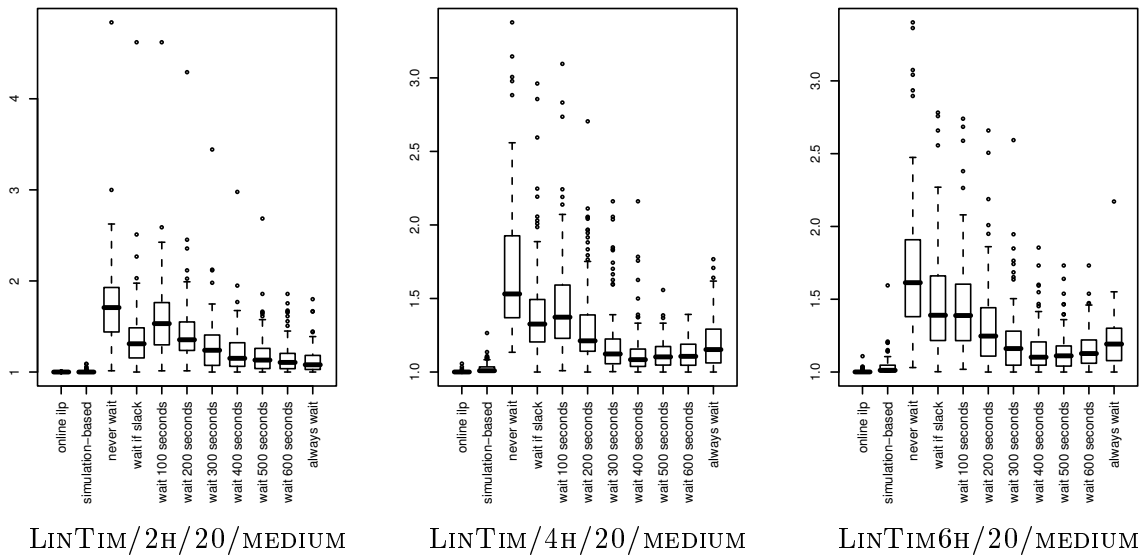 4
3
2
1
online ilp
simulation−based
never wait
wait if slack
wait 100 seconds
wait 200 seconds
wait 300 seconds
wait 400 seconds
wait 500 seconds
wait 600 seconds
always wait
LINTIM/2H/20/MEDIUM
3.0
2.5
2.0
1.5
1.0
online ilp
simulation−based
never wait
wait if slack
wait 100 seconds
wait 200 seconds
wait 300 seconds
wait 400 seconds
wait 500 seconds
wait 600 seconds
always wait
LINTIM/4H/20/MEDIUM
3.0
2.5
2.0
1.5
1.0
online ilp
simulation−based
never wait
wait if slack
wait 100 seconds
wait 200 seconds
wait 300 seconds
wait 400 seconds
wait 500 seconds
wait 600 seconds
always wait
LINTIM6H/20/MEDIUM